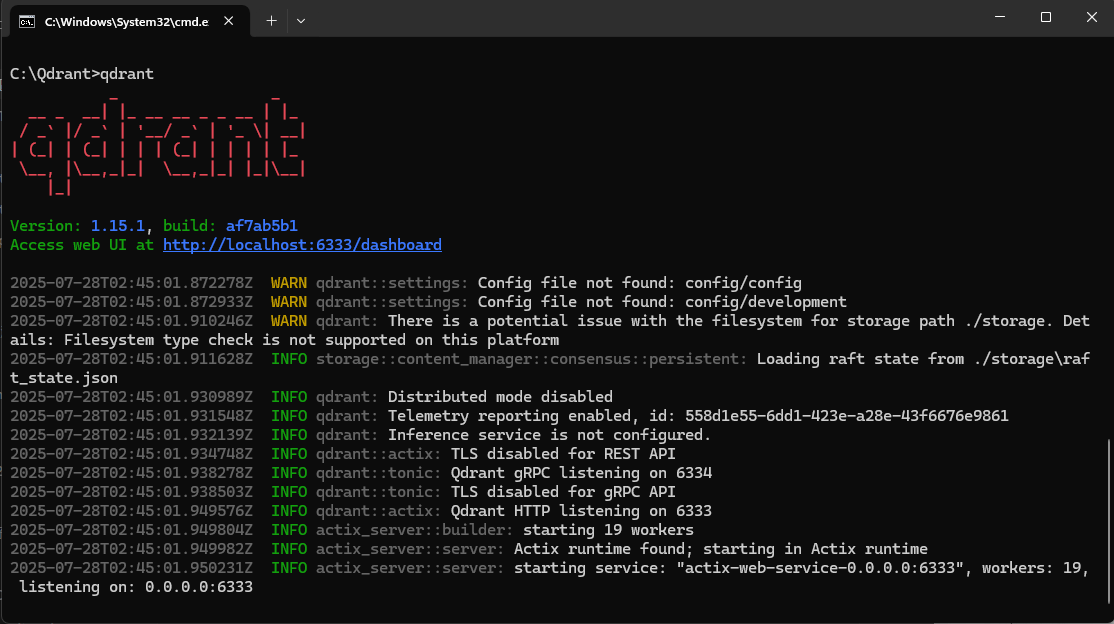 C:\Windows\System32\cmd.e
C:\Qdrant>qdrant
qdrant
Version: 1.15.1, build: af7ab5b1
Access web UI at http://localhost:6333/dashboard
2025-07-28T02:45:01.872278Z  WARN qdrant::settings: Config file not found: config/config
2025-07-28T02:45:01.872933Z  WARN qdrant::settings: Config file not found: config/development
2025-07-28T02:45:01.910246Z  WARN qdrant: There is a potential issue with the filesystem for storage path ./storage. Det
ails: Filesystem type check is not supported on this platform
2025-07-28T02:45:01.911628Z  INFO storage::content_manager::consensus::persistent: Loading raft state from ./storage\raf
t_state.json
2025-07-28T02:45:01.930989Z  INFO qdrant: Distributed mode disabled
2025-07-28T02:45:01.931548Z  INFO qdrant: Telemetry reporting enabled, id: 558d1e55-6dd1-423e-a28e-43f6676e9861
2025-07-28T02:45:01.932139Z  INFO qdrant: Inference service is not configured.
2025-07-28T02:45:01.934748Z  INFO qdrant::actix: TLS disabled for REST API
2025-07-28T02:45:01.938278Z  INFO qdrant::tonic: Qdrant gRPC listening on 6334
2025-07-28T02:45:01.938503Z  INFO qdrant::tonic: TLS disabled for gRPC API
2025-07-28T02:45:01.949576Z  INFO qdrant::actix: Qdrant HTTP listening on 6333
2025-07-28T02:45:01.949804Z  INFO actix_server::builder: starting 19 workers
2025-07-28T02:45:01.949982Z  INFO actix_server::server: Actix runtime found; starting in Actix runtime
2025-07-28T02:45:01.950231Z  INFO actix_server::server: starting service: "actix-web-service-0.0.0.0:6333", workers: 19,
 listening on: 0.0.0.0:6333